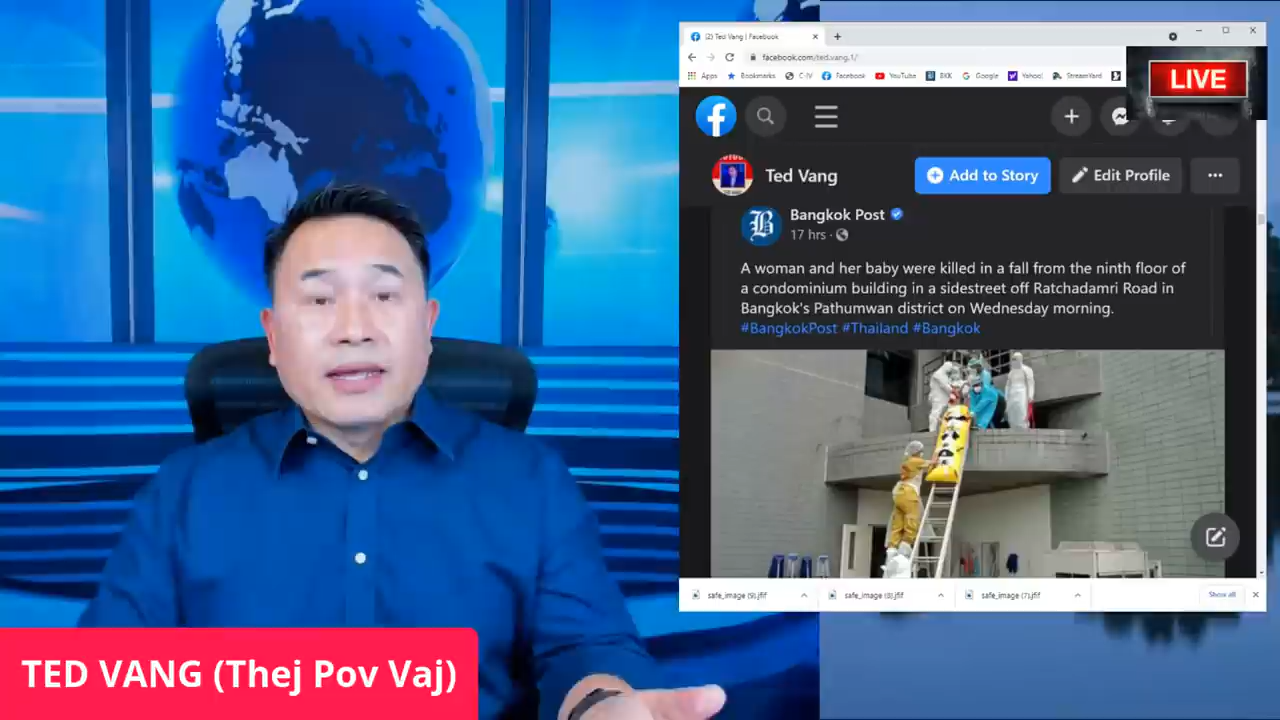 (2) Ted Vang | Facebook
facebook.com/ted.vang.1/
Apps Bookmarks C-IV Facebook YouTube BKK Google Yahoo! StreamYard
LIVE
Ted Vang
Add to Story
Edit Profile
Bangkok Post
17 hrs ·
A woman and her baby were killed in a fall from the ninth floor of
a condominium building in a sidestreet off Ratchadamri Road in
Bangkok's Pathumwan district on Wednesday morning.
#BangkokPost #Thailand #Bangkok
safe_image (9).jfif
safe_image (8).jfif
safe_image (7).jfif
Show all
TED VANG (Thej Pov Vaj)